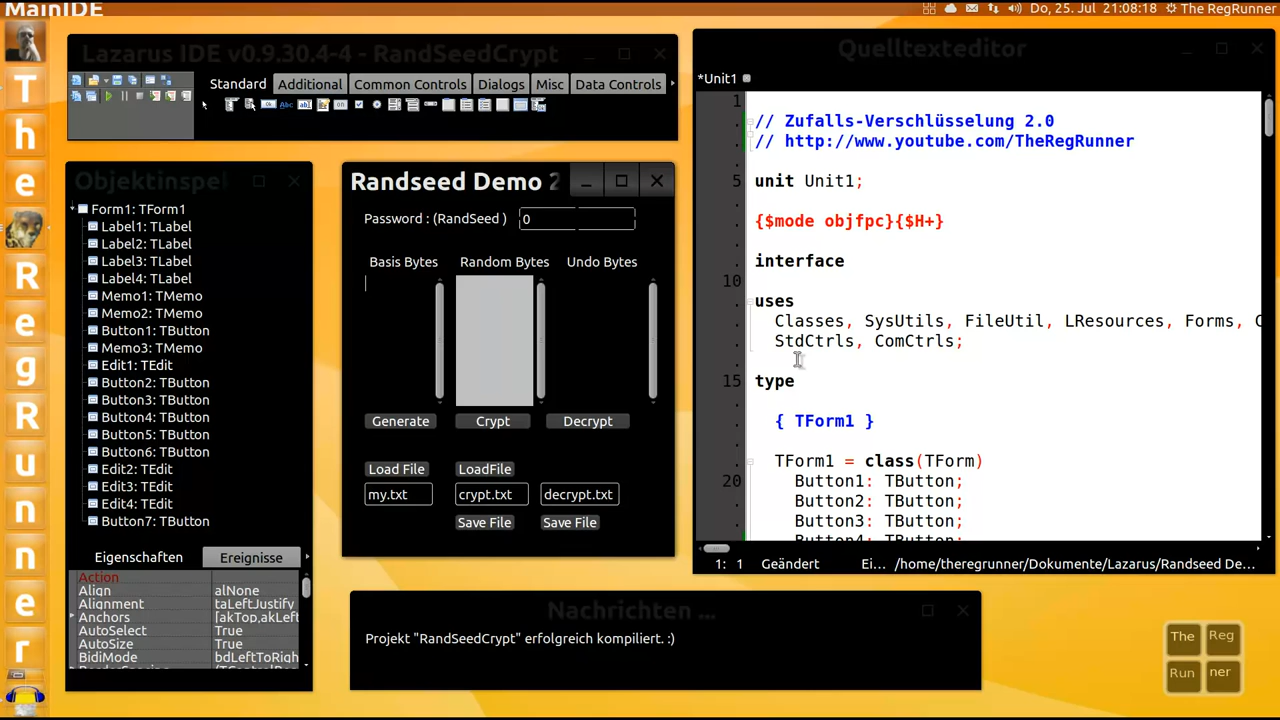 MainIDE
Do, 25. Jul 21:08:18 The RegRunner
T
h
e
R
e
g
R
u
n
n
e
r
Lazarus IDE v0.9.30.4-4 - RandSeedCrypt
Standard Additional Common Controls Dialogs Misc Data Controls
Objektinspe
Form1: TForm1
Label1: TLabel
Label2: TLabel
Label3: TLabel
Label4: TLabel
Memo1: TMemo
Memo2: TMemo
Button1: TButton
Memo3: TMemo
Edit1: TEdit
Button2: TButton
Button3: TButton
Button4: TButton
Button5: TButton
Button6: TButton
Edit2: TEdit
Edit3: TEdit
Edit4: TEdit
Button7: TButton
Eigenschaften Ereignisse
Action
Align alNone
Alignment taLeftJustify
Anchors [akTop,akLeft
AutoSelect True
AutoSize True
BidiMode bdLeftToRigh
Randseed Demo 2
Password : (RandSeed ) 0
Basis Bytes Random Bytes Undo Bytes
Generate Crypt Decrypt
Load File LoadFile
my.txt crypt.txt decrypt.txt
Save File Save File
Quelltexteditor
*Unit1
1
. // Zufalls-Verschlüsselung 2.0
. // http://www.youtube.com/TheRegRunner
.
5 unit Unit1;
.
. {$mode objfpc}{$H+}
.
. interface
10
. uses
. Classes, SysUtils, FileUtil, LResources, Forms, C
. StdCtrls, ComCtrls;
.
15 type
.
. { TForm1 }
.
. TForm1 = class(TForm)
20 Button1: TButton;
. Button2: TButton;
. Button3: TButton;
Button4: TButton;
1: 1 Geändert Ei... /home/theregrunner/Dokumente/Lazarus/Randseed De...
Nachrichten ...
Projekt "RandSeedCrypt" erfolgreich kompiliert. :)
The Reg
Run ner